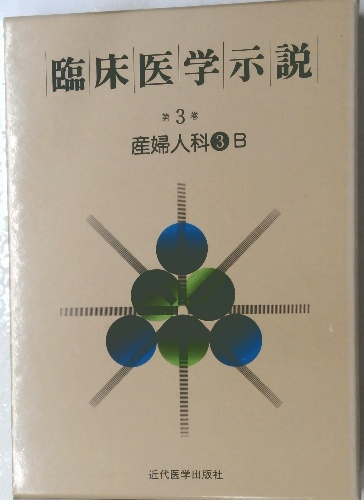 臨床医学示説
第3巻
産婦人科❸B
近代医学出版社